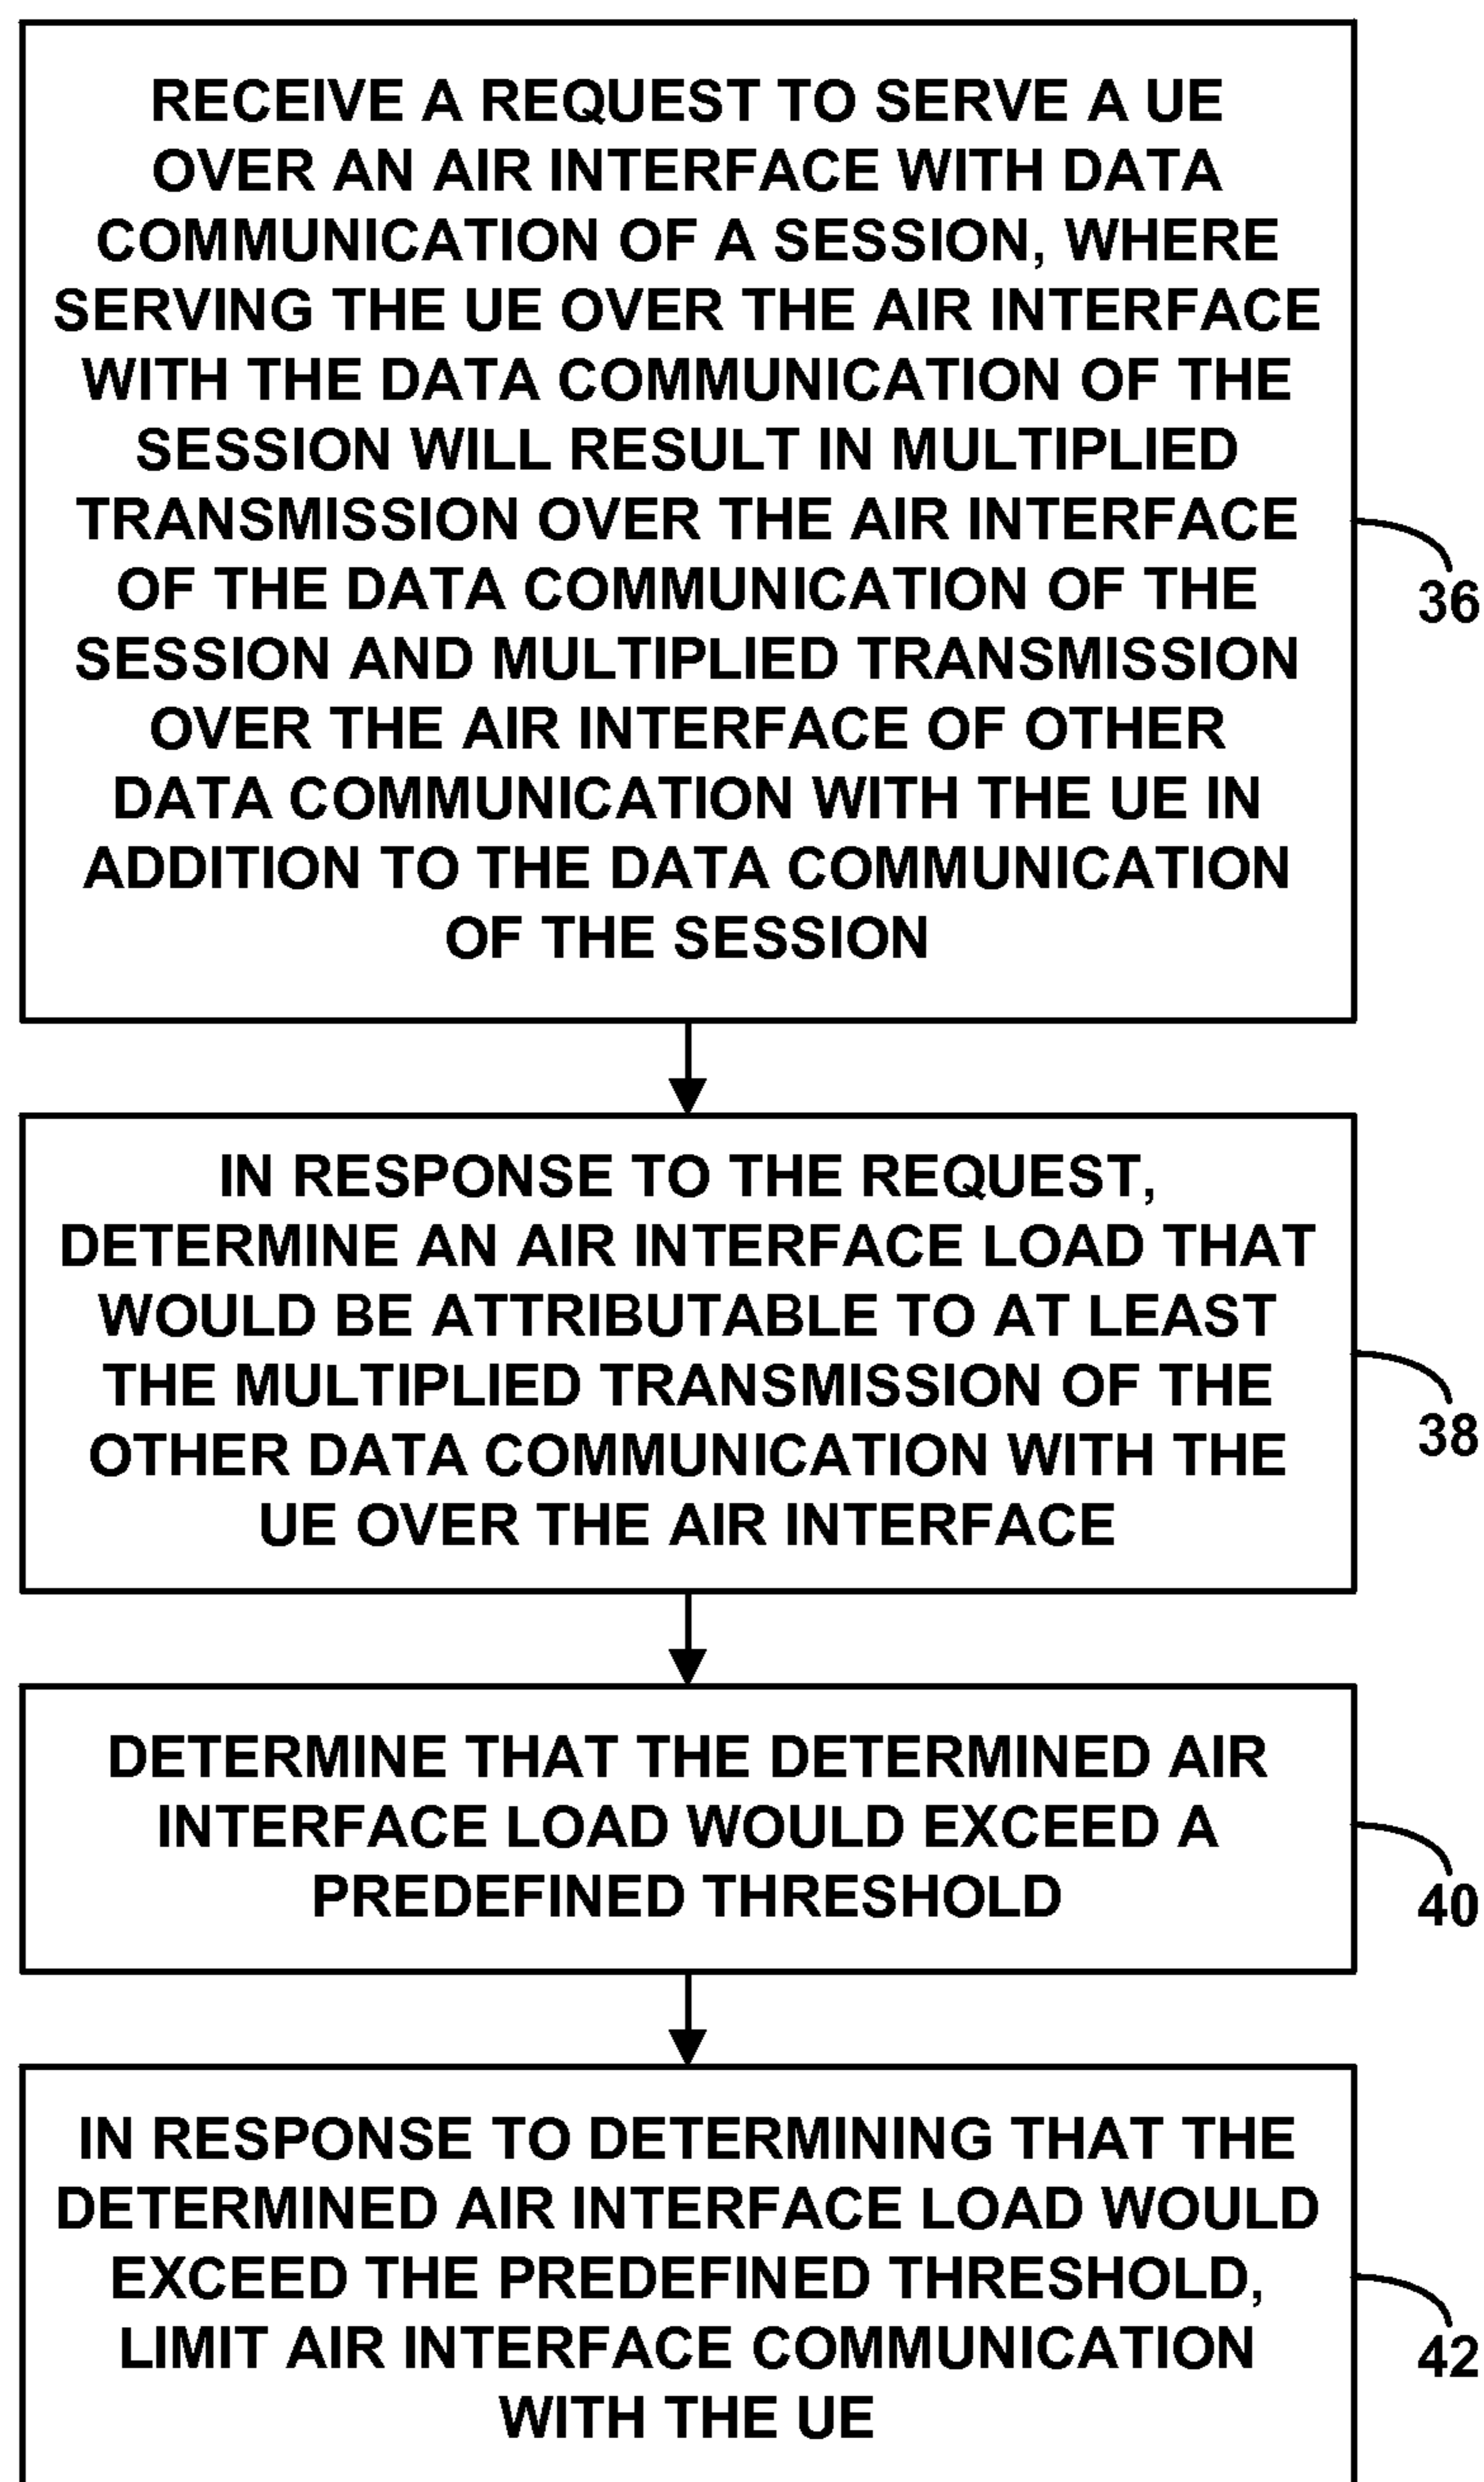 RECEIVE A REQUEST TO SERVE A UE
OVER AN AIR INTERFACE WITH DATA
COMMUNICATION OF A SESSION, WHERE
SERVING THE UE OVER THE AIR INTERFACE
WITH THE DATA COMMUNICATION OF THE
SESSION WILL RESULT IN MULTIPLIED
TRANSMISSION OVER THE AIR INTERFACE
OF THE DATA COMMUNICATION OF THE
SESSION AND MULTIPLIED TRANSMISSION
OVER THE AIR INTERFACE OF OTHER
DATA COMMUNICATION WITH THE UE IN
ADDITION TO THE DATA COMMUNICATION
OF THE SESSION
36
IN RESPONSE TO THE REQUEST,
DETERMINE AN AIR INTERFACE LOAD THAT
WOULD BE ATTRIBUTABLE TO AT LEAST
THE MULTIPLIED TRANSMISSION OF THE
OTHER DATA COMMUNICATION WITH THE
UE OVER THE AIR INTERFACE
38
DETERMINE THAT THE DETERMINED AIR
INTERFACE LOAD WOULD EXCEED A
PREDEFINED THRESHOLD
40
IN RESPONSE TO DETERMINING THAT THE
DETERMINED AIR INTERFACE LOAD WOULD
EXCEED THE PREDEFINED THRESHOLD,
LIMIT AIR INTERFACE COMMUNICATION
WITH THE UE
42